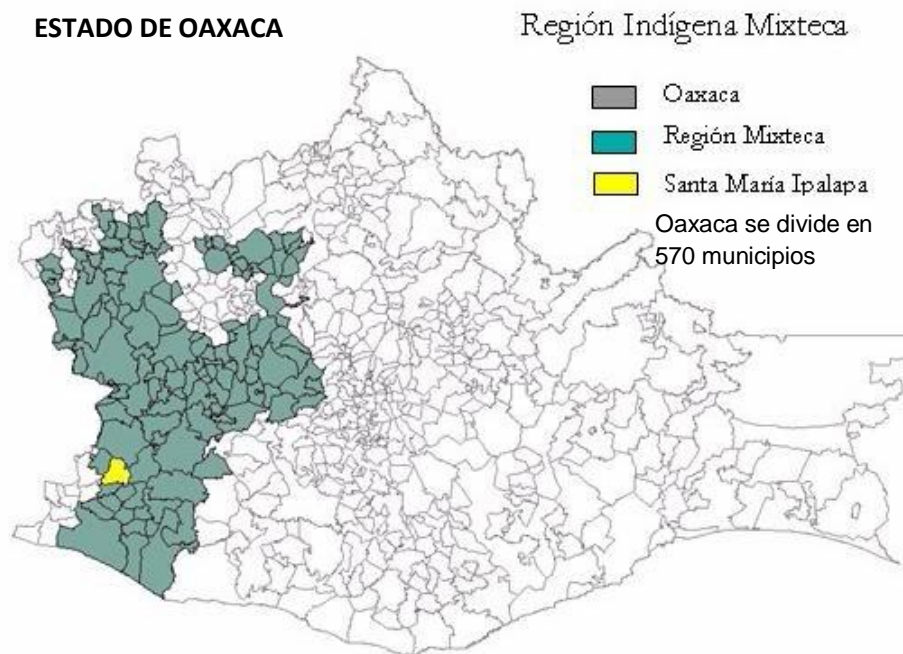 ESTADO DE OAXACA
Región Indígena Mixteca
Oaxaca
Región Mixteca
Santa María Ipalapa
Oaxaca se divide en
570 municipios